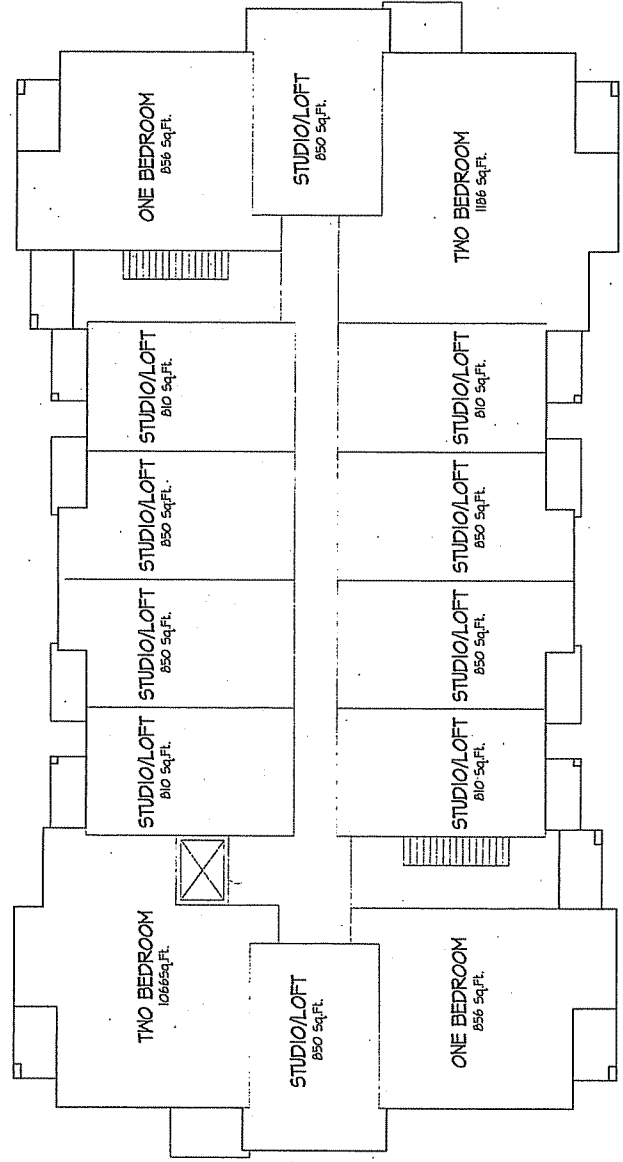 TWO BEDROOM
1066Sq.Ft.
STUDIO/LOFT
810 Sq.Ft.
STUDIO/LOFT
850 Sq.Ft.
STUDIO/LOFT
850 Sq.Ft.
STUDIO/LOFT
810 Sq.Ft.
ONE BEDROOM
856 Sq.Ft.
STUDIO/LOFT
850 Sq.Ft.
STUDIO/LOFT
850 Sq.Ft.
ONE BEDROOM
856 Sq.Ft.
STUDIO/LOFT
810 Sq.Ft.
STUDIO/LOFT
850 Sq.Ft.
STUDIO/LOFT
850 Sq.Ft.
STUDIO/LOFT
810 Sq.Ft.
TWO BEDROOM
1186 Sq.Ft.